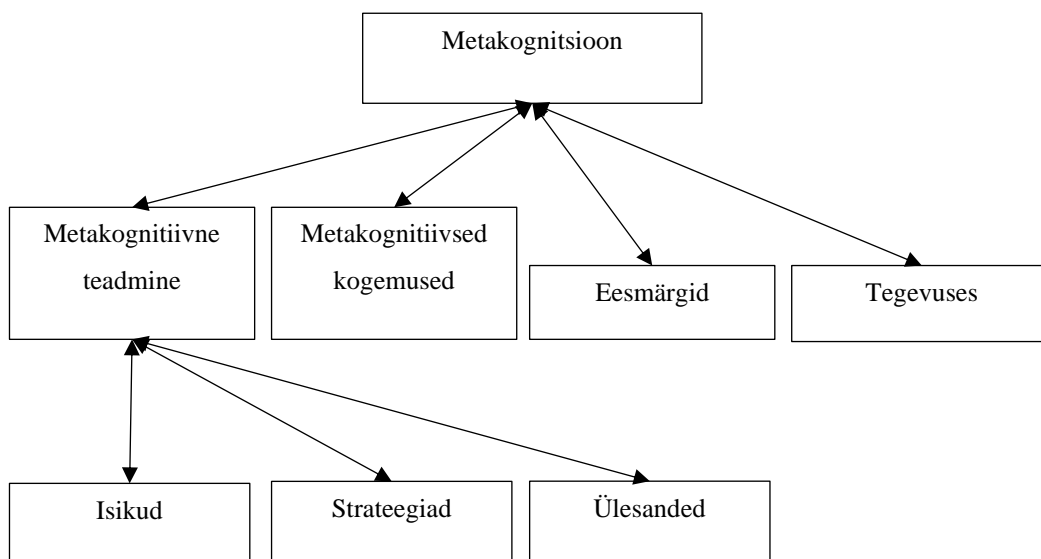 Metakognitsioon
Metakognitiivne
teadmine
Metakognitiivsed
kogemused
Eesmärgid
Tegevuses
Isikud
Strateegiad
Ülesanded